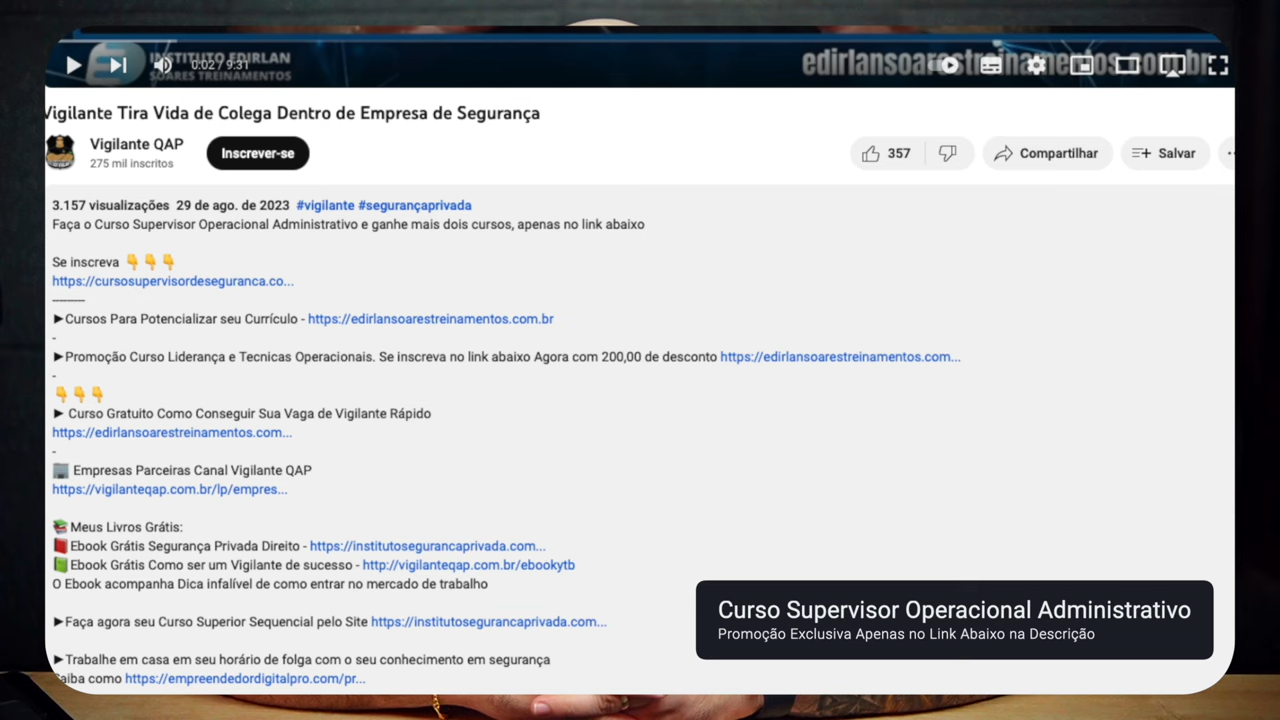 INSTITUTO EDIRLAN
SOARES TREINAMENTOS
0:02 / 9:31
edirlansoarestreinamentos.com.br
Vigilante Tira Vida de Colega Dentro de Empresa de Segurança
Vigilante QAP
275 mil inscritos
Inscrever-se
357
Compartilhar
Salvar
3.157 visualizações 29 de ago. de 2023 #vigilante #segurançaprivada
Faça o Curso Supervisor Operacional Administrativo e ganhe mais dois cursos, apenas no link abaixo
Se inscreva 👇👇👇
https://cursosupervisordeseguranca.co...
----------
►Cursos Para Potencializar seu Currículo - https://edirlansoarestreinamentos.com.br
-
►Promoção Curso Liderança e Tecnicas Operacionais. Se inscreva no link abaixo Agora com 200,00 de desconto https://edirlansoarestreinamentos.com...
-
👇👇👇
► Curso Gratuito Como Conseguir Sua Vaga de Vigilante Rápido
https://edirlansoarestreinamentos.com...
-
🏢 Empresas Parceiras Canal Vigilante QAP
https://vigilanteqap.com.br/lp/empres...
📚 Meus Livros Grátis:
📕 Ebook Grátis Segurança Privada Direito - https://institutosegurancaprivada.com...
📗 Ebook Grátis Como ser um Vigilante de sucesso - http://vigilanteqap.com.br/ebookytb
O Ebook acompanha Dica infalível de como entrar no mercado de trabalho
►Faça agora seu Curso Superior Sequencial pelo Site https://institutosegurancaprivada.com...
►Trabalhe em casa em seu horário de folga com o seu conhecimento em segurança
Saiba como https://empreendedordigitalpro.com/pr...
Curso Supervisor Operacional Administrativo
Promoção Exclusiva Apenas no Link Abaixo na Descrição